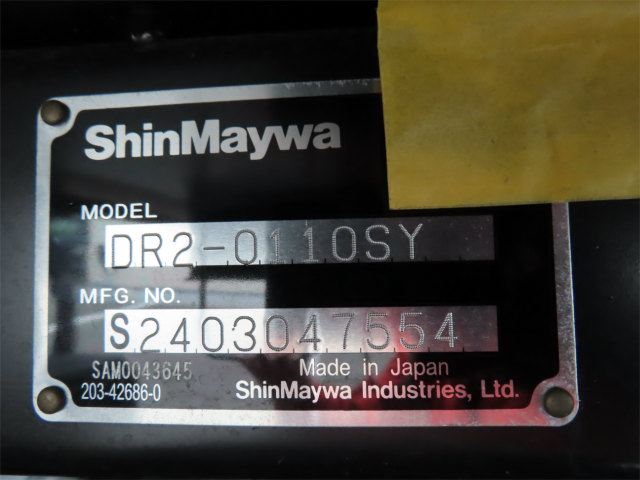 ShinMaywa
MODEL
DR2-0110SY
MFG. NO.
S2403047554
SAM0043645
Made in Japan
203-42686-0
ShinMaywa Industries, Ltd.